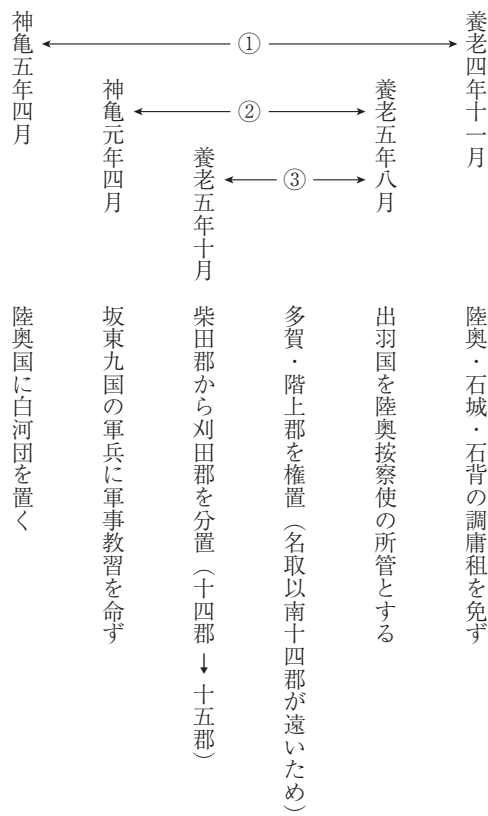 養老四年十一月　陸奥・石城・石背の調庸租を免ず
養老五年八月　出羽国を陸奥按察使の所管とする
多賀・階上郡を権置（名取以南十四郡が遠いため）
養老五年十月　柴田郡から刈田郡を分置（十四郡→十五郡）
神亀元年四月　坂東九国の軍兵に軍事教習を命ず
神亀五年四月　陸奥国に白河団を置く
①
②
③